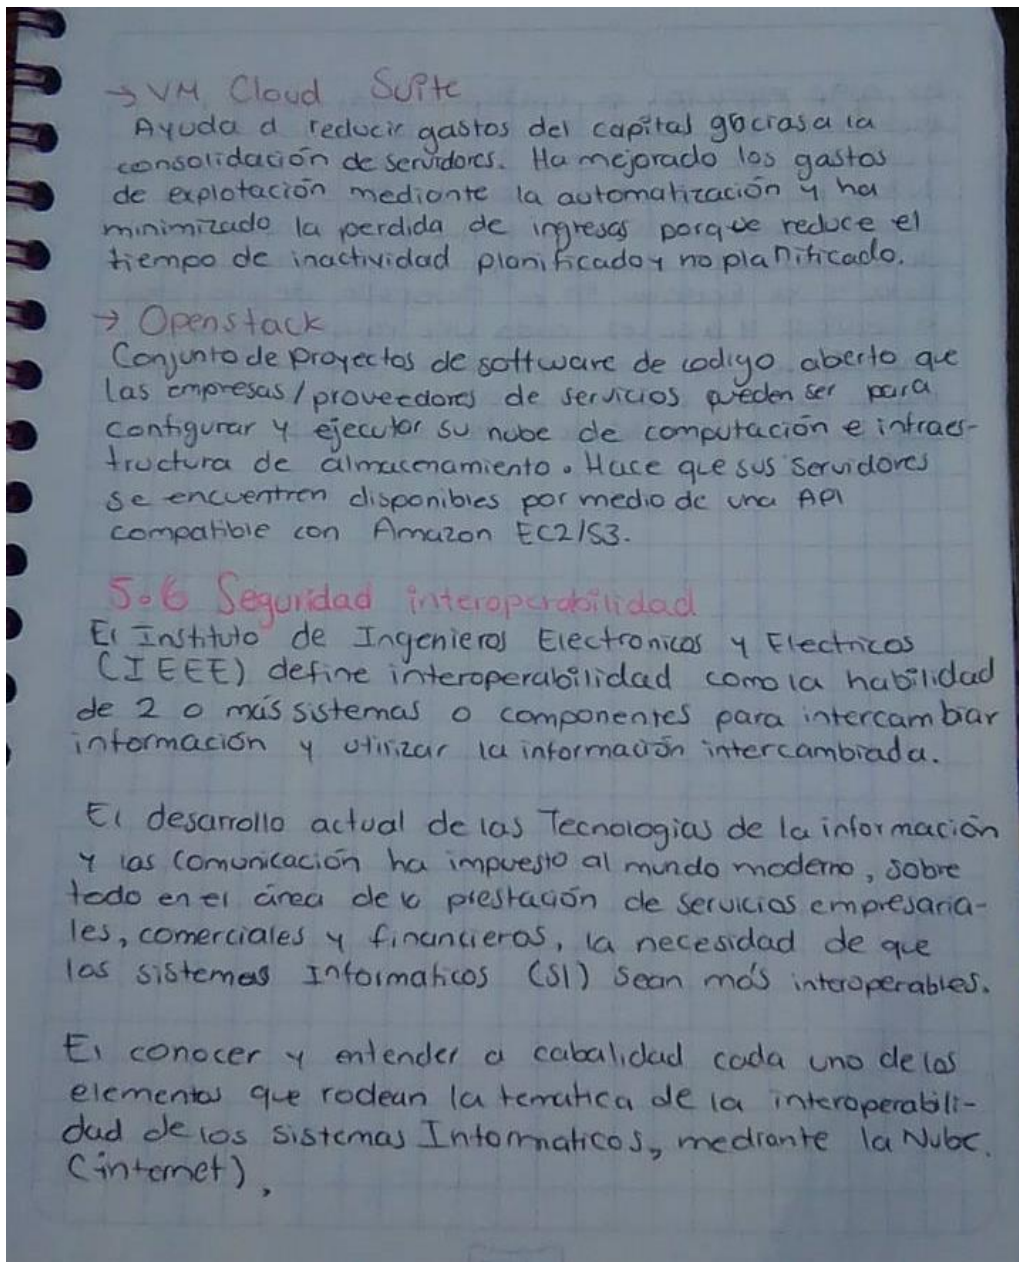 → VM Cloud Suite
Ayuda a reducir gastos del capital gacias a la
consolidación de servidores. Ha mejorado los gastos
de explotación mediante la automatización y ha
minimizado la perdida de ingresos porque reduce el
tiempo de inactividad planificado y no planificado.
→ Openstack
Conjunto de proyectos de software de codigo aberto que
las empresas/proveedores de servicios pueden ser para
configurar y ejecutar su nube de computación e infraes-
tructura de almacenamiento. Hace que sus servidores
se encuentren disponibles por medio de una API
compatible con Amazon EC2/S3.
5.6 Seguridad interoperabilidad
El Instituto de Ingenieros Electronicos y Electricos
(IEEE) define interoperabilidad como la habilidad
de 2 o más sistemas o componentes para intercambiar
información y utilizar la información intercambiada.
El desarrollo actual de las Tecnologias de la información
y las comunicación ha impuesto al mundo moderno, sobre
todo en el área de la prestación de servicios empresaria-
les, comerciales y financieros, la necesidad de que
los sistemas Informaticos (SI) sean más interoperables.
El conocer y entender a cabalidad cada uno de los
elementos que rodean la tematica de la interoperabili-
dad de los sistemas Informaticos, mediante la Nube.
(internet),